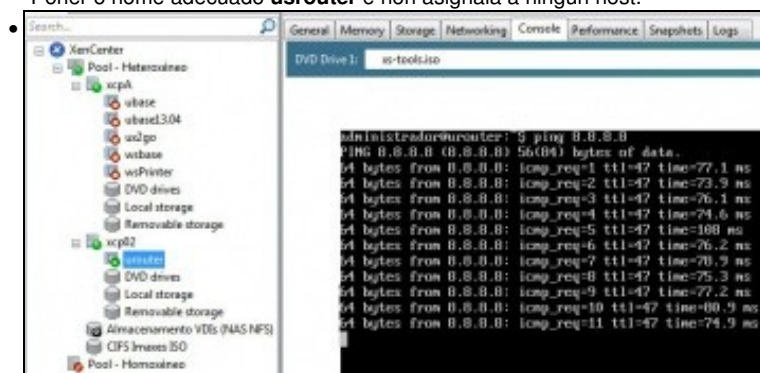 Poñer o nome adecuado usrouter e non asignala a ningún host.
Search...
General Memory Storage Networking Console Performance Snapshots Logs
XenCenter
DVD Drive 1: xs-tools.iso
Pool - Heteroxéneo
xcpA
ubase
ubase13.04
ux2go
wsbase
wsPrinter
DVD drives
Local storage
Removable storage
xcp02
urouter
DVD drives
Local storage
Removable storage
Almacenamento VDIs (NAS NFS)
CIFS Imaxes ISO
Pool - Homoxéneo
administrador@urouter:~$ ping 8.8.8.8
PING 8.8.8.8 (8.8.8.8) 56(84) bytes of data.
64 bytes from 8.8.8.8: icmp_req=1 ttl=47 time=77.1 ms
64 bytes from 8.8.8.8: icmp_req=2 ttl=47 time=73.9 ms
64 bytes from 8.8.8.8: icmp_req=3 ttl=47 time=76.1 ms
64 bytes from 8.8.8.8: icmp_req=4 ttl=47 time=74.6 ms
64 bytes from 8.8.8.8: icmp_req=5 ttl=47 time=108 ms
64 bytes from 8.8.8.8: icmp_req=6 ttl=47 time=76.2 ms
64 bytes from 8.8.8.8: icmp_req=7 ttl=47 time=78.9 ms
64 bytes from 8.8.8.8: icmp_req=8 ttl=47 time=75.3 ms
64 bytes from 8.8.8.8: icmp_req=9 ttl=47 time=77.2 ms
64 bytes from 8.8.8.8: icmp_req=10 ttl=47 time=80.9 ms
64 bytes from 8.8.8.8: icmp_req=11 ttl=47 time=74.9 ms